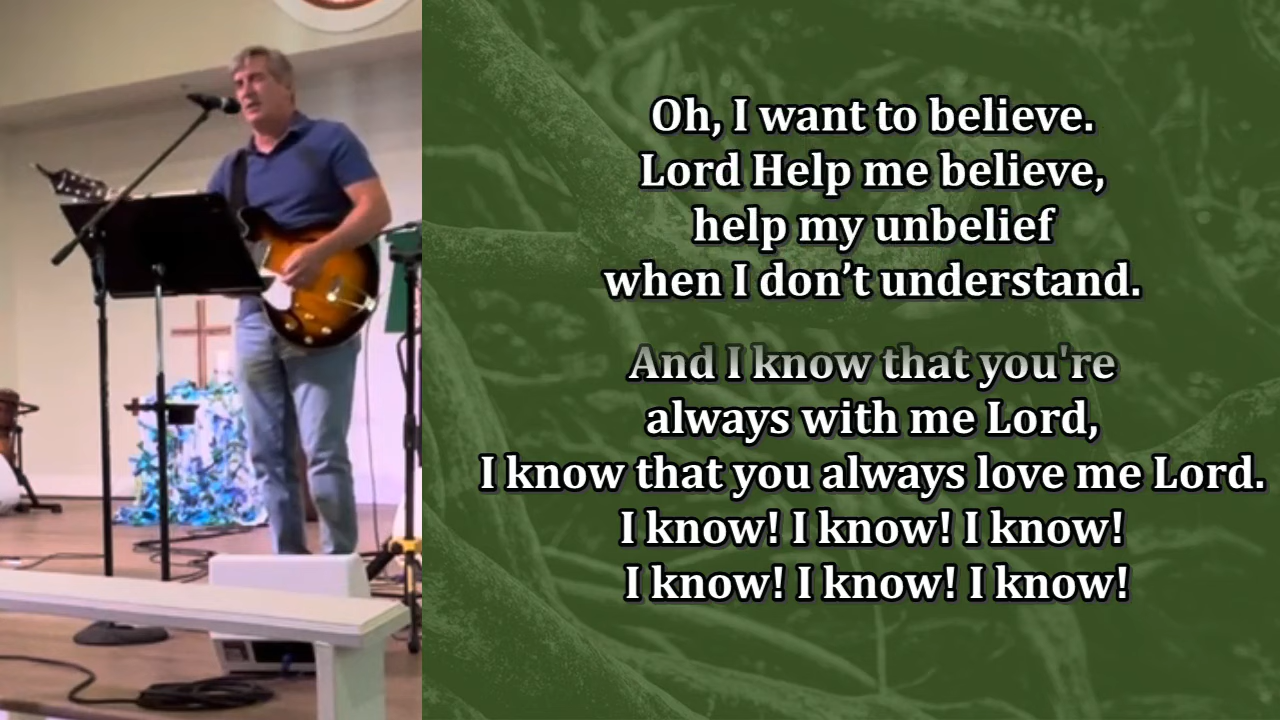 Oh, I want to believe.
Lord Help me believe,
help my unbelief
when I don’t understand.
And I know that you're
always with me Lord,
I know that you always love me Lord.
I know! I know! I know!
I know! I know! I know!